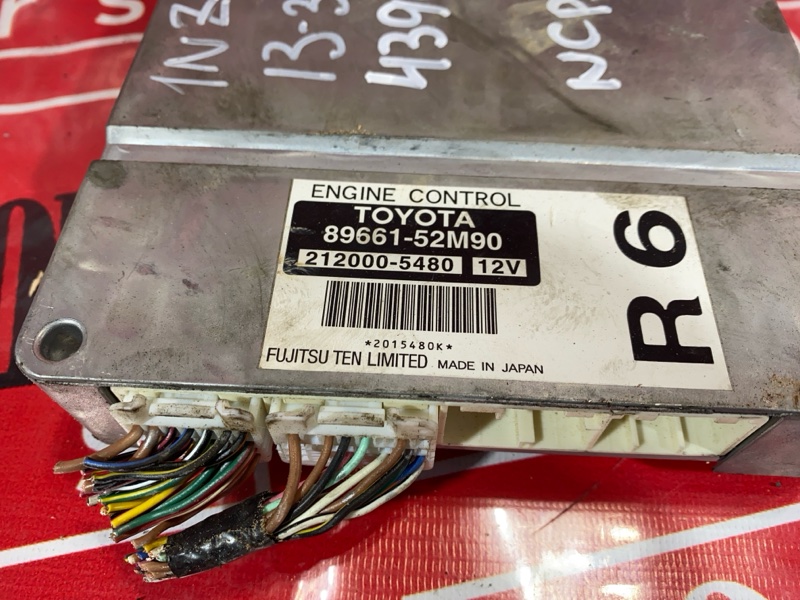 1NZ
13-3
439
NCP
ENGINE CONTROL
TOYOTA
89661-52M90
212000-5480 12V
*2015480K*
FUJITSU TEN LIMITED MADE IN JAPAN
R6